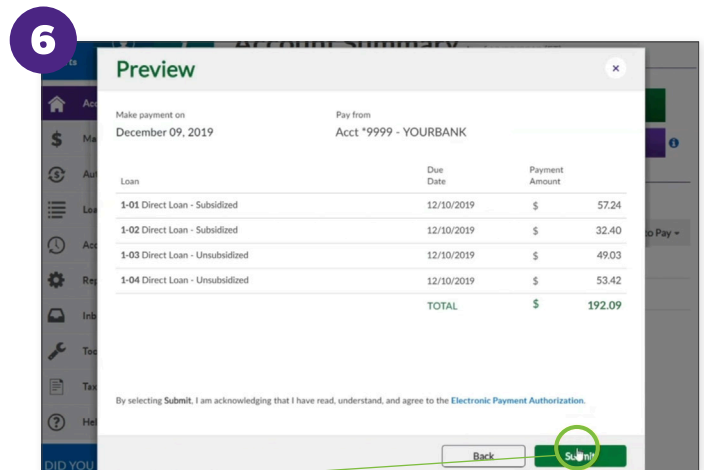 6
Account Summary
Preview
×
Make payment on
Pay from
December 09, 2019
Acct *9999 - YOURBANK
Loan
Due Date
Payment Amount
1-01 Direct Loan - Subsidized 12/10/2019 $ 57.24
1-02 Direct Loan - Subsidized 12/10/2019 $ 32.40
1-03 Direct Loan - Unsubsidized 12/10/2019 $ 49.03
1-04 Direct Loan - Unsubsidized 12/10/2019 $ 53.42
TOTAL $ 192.09
By selecting Submit, I am acknowledging that I have read, understand, and agree to the Electronic Payment Authorization.
Back
Submit
to Pay
DID YOU